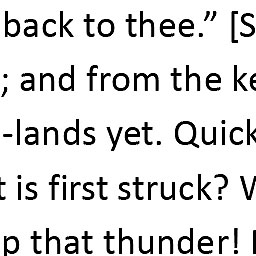 back to thee.” [S
; and from the ke
-lands yet. Quick
t is first struck?
p that thunder!